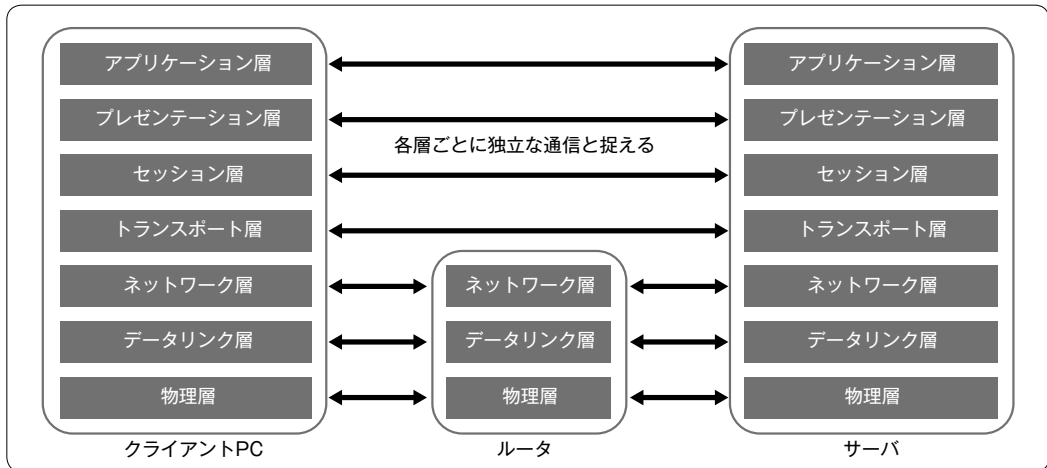 アプリケーション層
アプリケーション層
プレゼンテーション層
プレゼンテーション層
各層ごとに独立な通信と捉える
セッション層
セッション層
トランスポート層
トランスポート層
ネットワーク層
ネットワーク層
ネットワーク層
データリンク層
データリンク層
データリンク層
物理層
物理層
物理層
クライアントPC
ルータ
サーバ